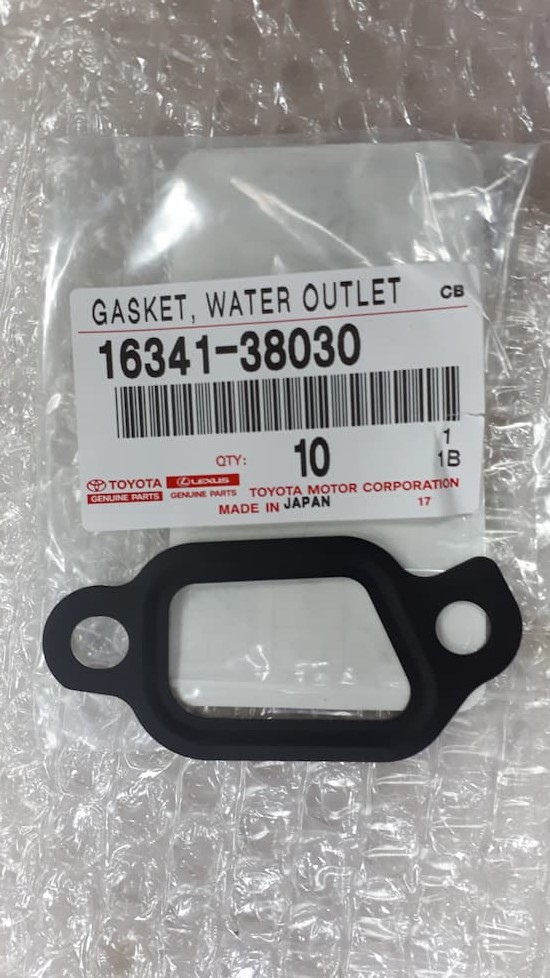 GASKET, WATER OUTLET CB
16341-38030
1
QTY: 10 1B
TOYOTA LEXUS
GENUINE PARTS GENUINE PARTS TOYOTA MOTOR CORPORATION
MADE IN JAPAN 17